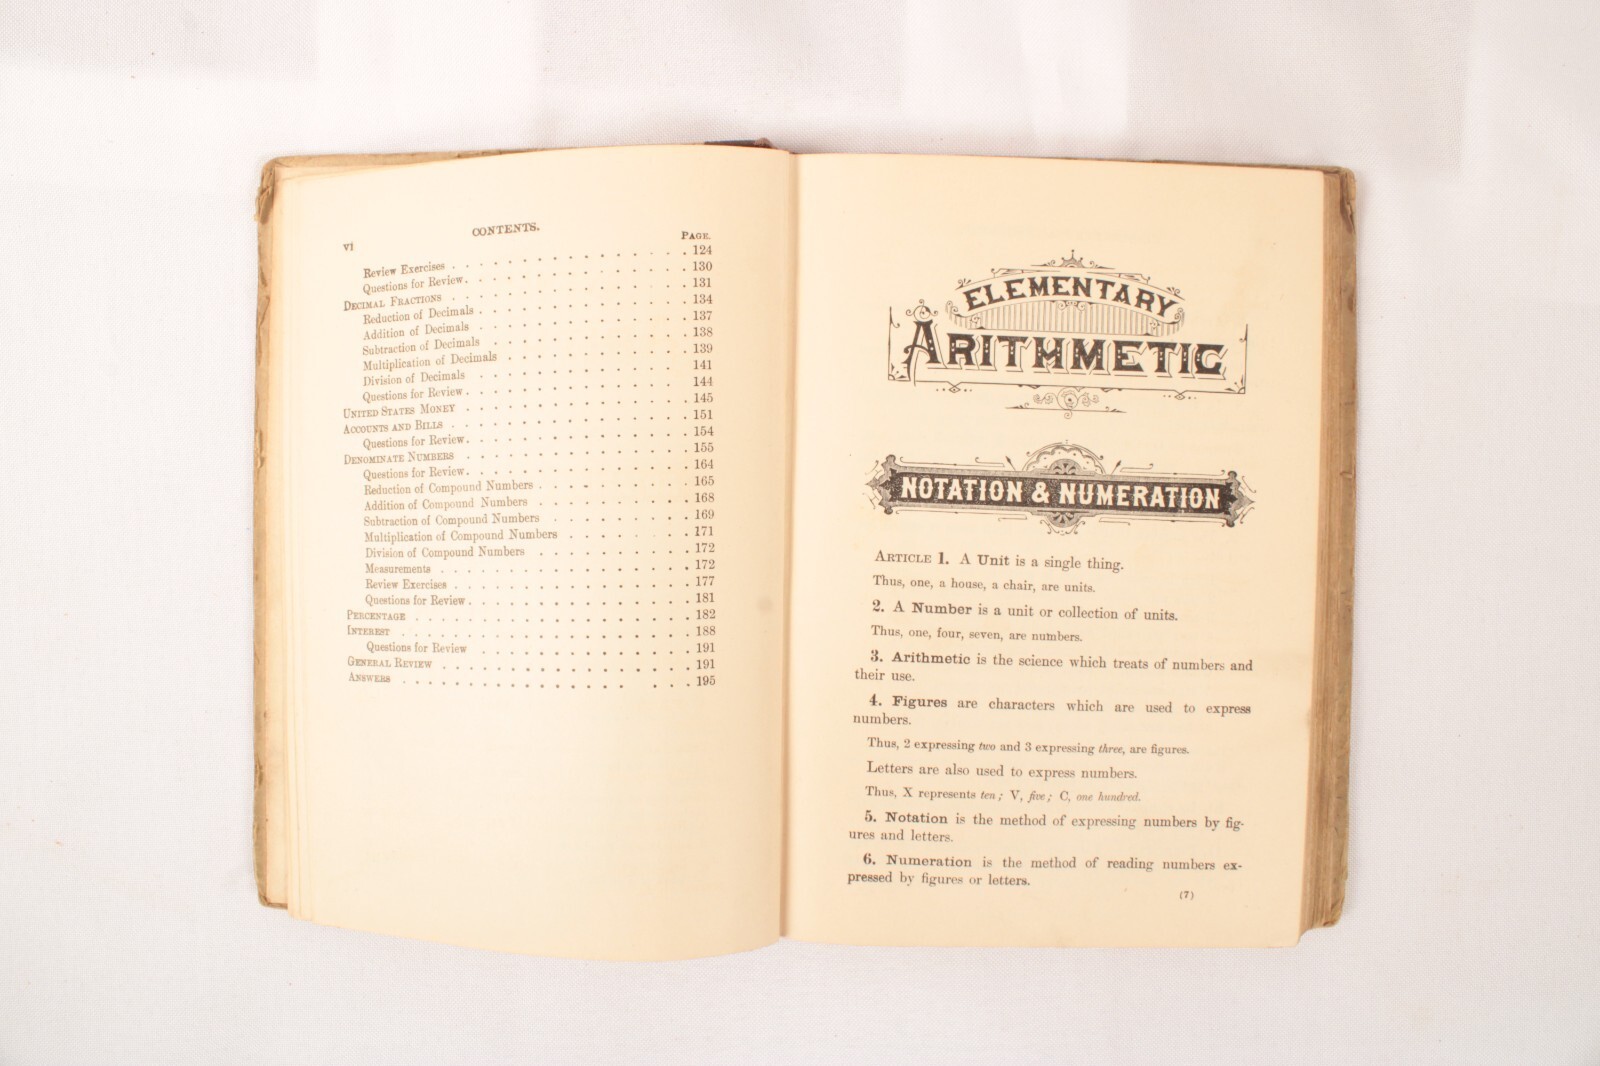 vi
CONTENTS.
PAGE.
Review Exercises . . . . . . . . . . . . . . 124
Questions for Review. . . . . . . . . . . . . . 130
DECIMAL FRACTIONS . . . . . . . . . . . . . . 131
Reduction of Decimals . . . . . . . . . . . . . . 134
Addition of Decimals . . . . . . . . . . . . . . 137
Subtraction of Decimals . . . . . . . . . . . . . . 138
Multiplication of Decimals . . . . . . . . . . . . . 139
Division of Decimals . . . . . . . . . . . . . . 141
Questions for Review. . . . . . . . . . . . . . 144
UNITED STATES MONEY . . . . . . . . . . . . . . 145
ACCOUNTS AND BILLS . . . . . . . . . . . . . . 151
Questions for Review. . . . . . . . . . . . . . 154
DENOMINATE NUMBERS . . . . . . . . . . . . . . 155
Questions for Review. . . . . . . . . . . . . . 164
Reduction of Compound Numbers . . . . . . . . . . 165
Addition of Compound Numbers . . . . . . . . . . 168
Subtraction of Compound Numbers . . . . . . . . . 169
Multiplication of Compound Numbers . . . . . . . . 171
Division of Compound Numbers . . . . . . . . . . 172
Measurements . . . . . . . . . . . . . . 172
Review Exercises . . . . . . . . . . . . . . 177
Questions for Review. . . . . . . . . . . . . . 181
PERCENTAGE . . . . . . . . . . . . . . . . 182
INTEREST . . . . . . . . . . . . . . . . 188
Questions for Review . . . . . . . . . . . . . 191
GENERAL REVIEW . . . . . . . . . . . . . . 191
ANSWERS . . . . . . . . . . . . . . . . 195
ELEMENTARY
ARITHMETIC
NOTATION & NUMERATION
ARTICLE 1. A Unit is a single thing.
Thus, one, a house, a chair, are units.
2. A Number is a unit or collection of units.
Thus, one, four, seven, are numbers.
3. Arithmetic is the science which treats of numbers and
their use.
4. Figures are characters which are used to express
numbers.
Thus, 2 expressing two and 3 expressing three, are figures.
Letters are also used to express numbers.
Thus, X represents ten; V, five; C, one hundred.
5. Notation is the method of expressing numbers by fig-
ures and letters.
6. Numeration is the method of reading numbers ex-
pressed by figures or letters.
(7)